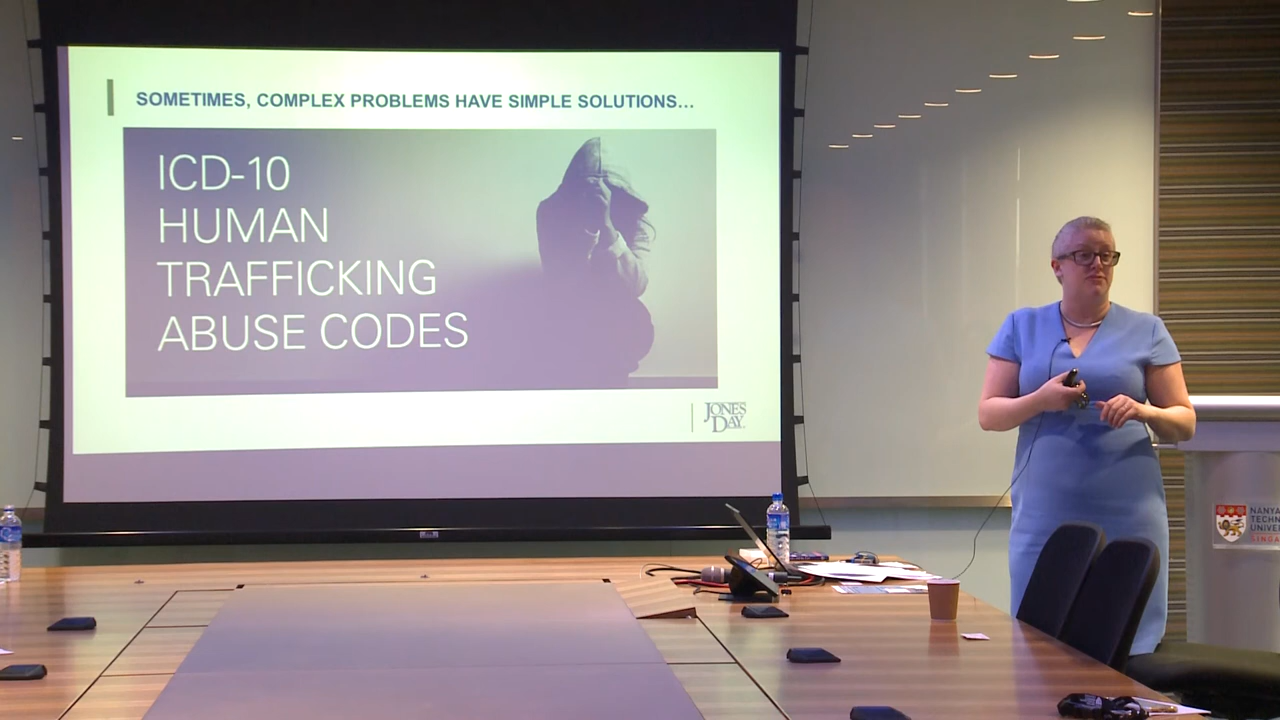 SOMETIMES, COMPLEX PROBLEMS HAVE SIMPLE SOLUTIONS...
ICD-10
HUMAN
TRAFFICKING
ABUSE CODES
JONES
DAY